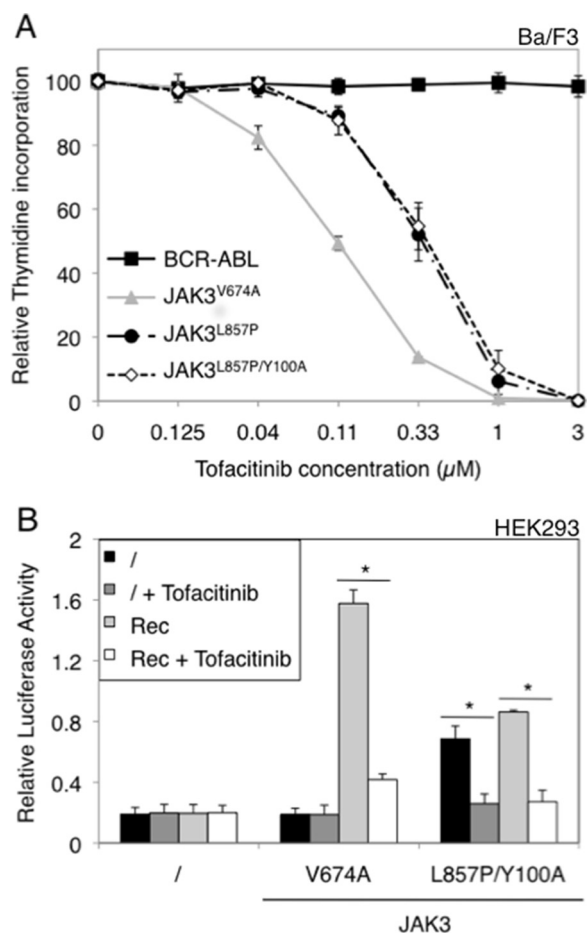 A
Ba/F3
Relative Thymidine incorporation
100
80
60
40
20
0
BCR-ABL
JAK3V674A
JAK3L857P
JAK3L857P/Y100A
0 0.125 0.04 0.11 0.33 1 3
Tofacitinib concentration (µM)
B
HEK293
Relative Luciferase Activity
2
1.6
1.2
0.8
0.4
0
/
/ + Tofacitinib
Rec
Rec + Tofacitinib
*
* *
/ V674A L857P/Y100A
JAK3